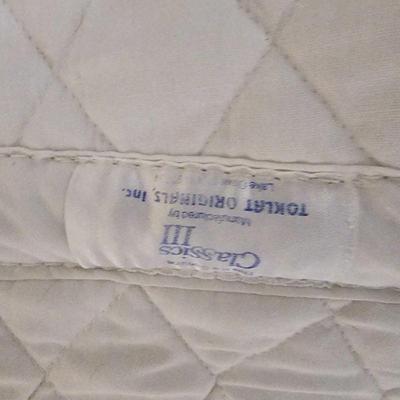 Classics
III
Manufactured by
TOKLAT ORIGINALS, Inc.
Lake